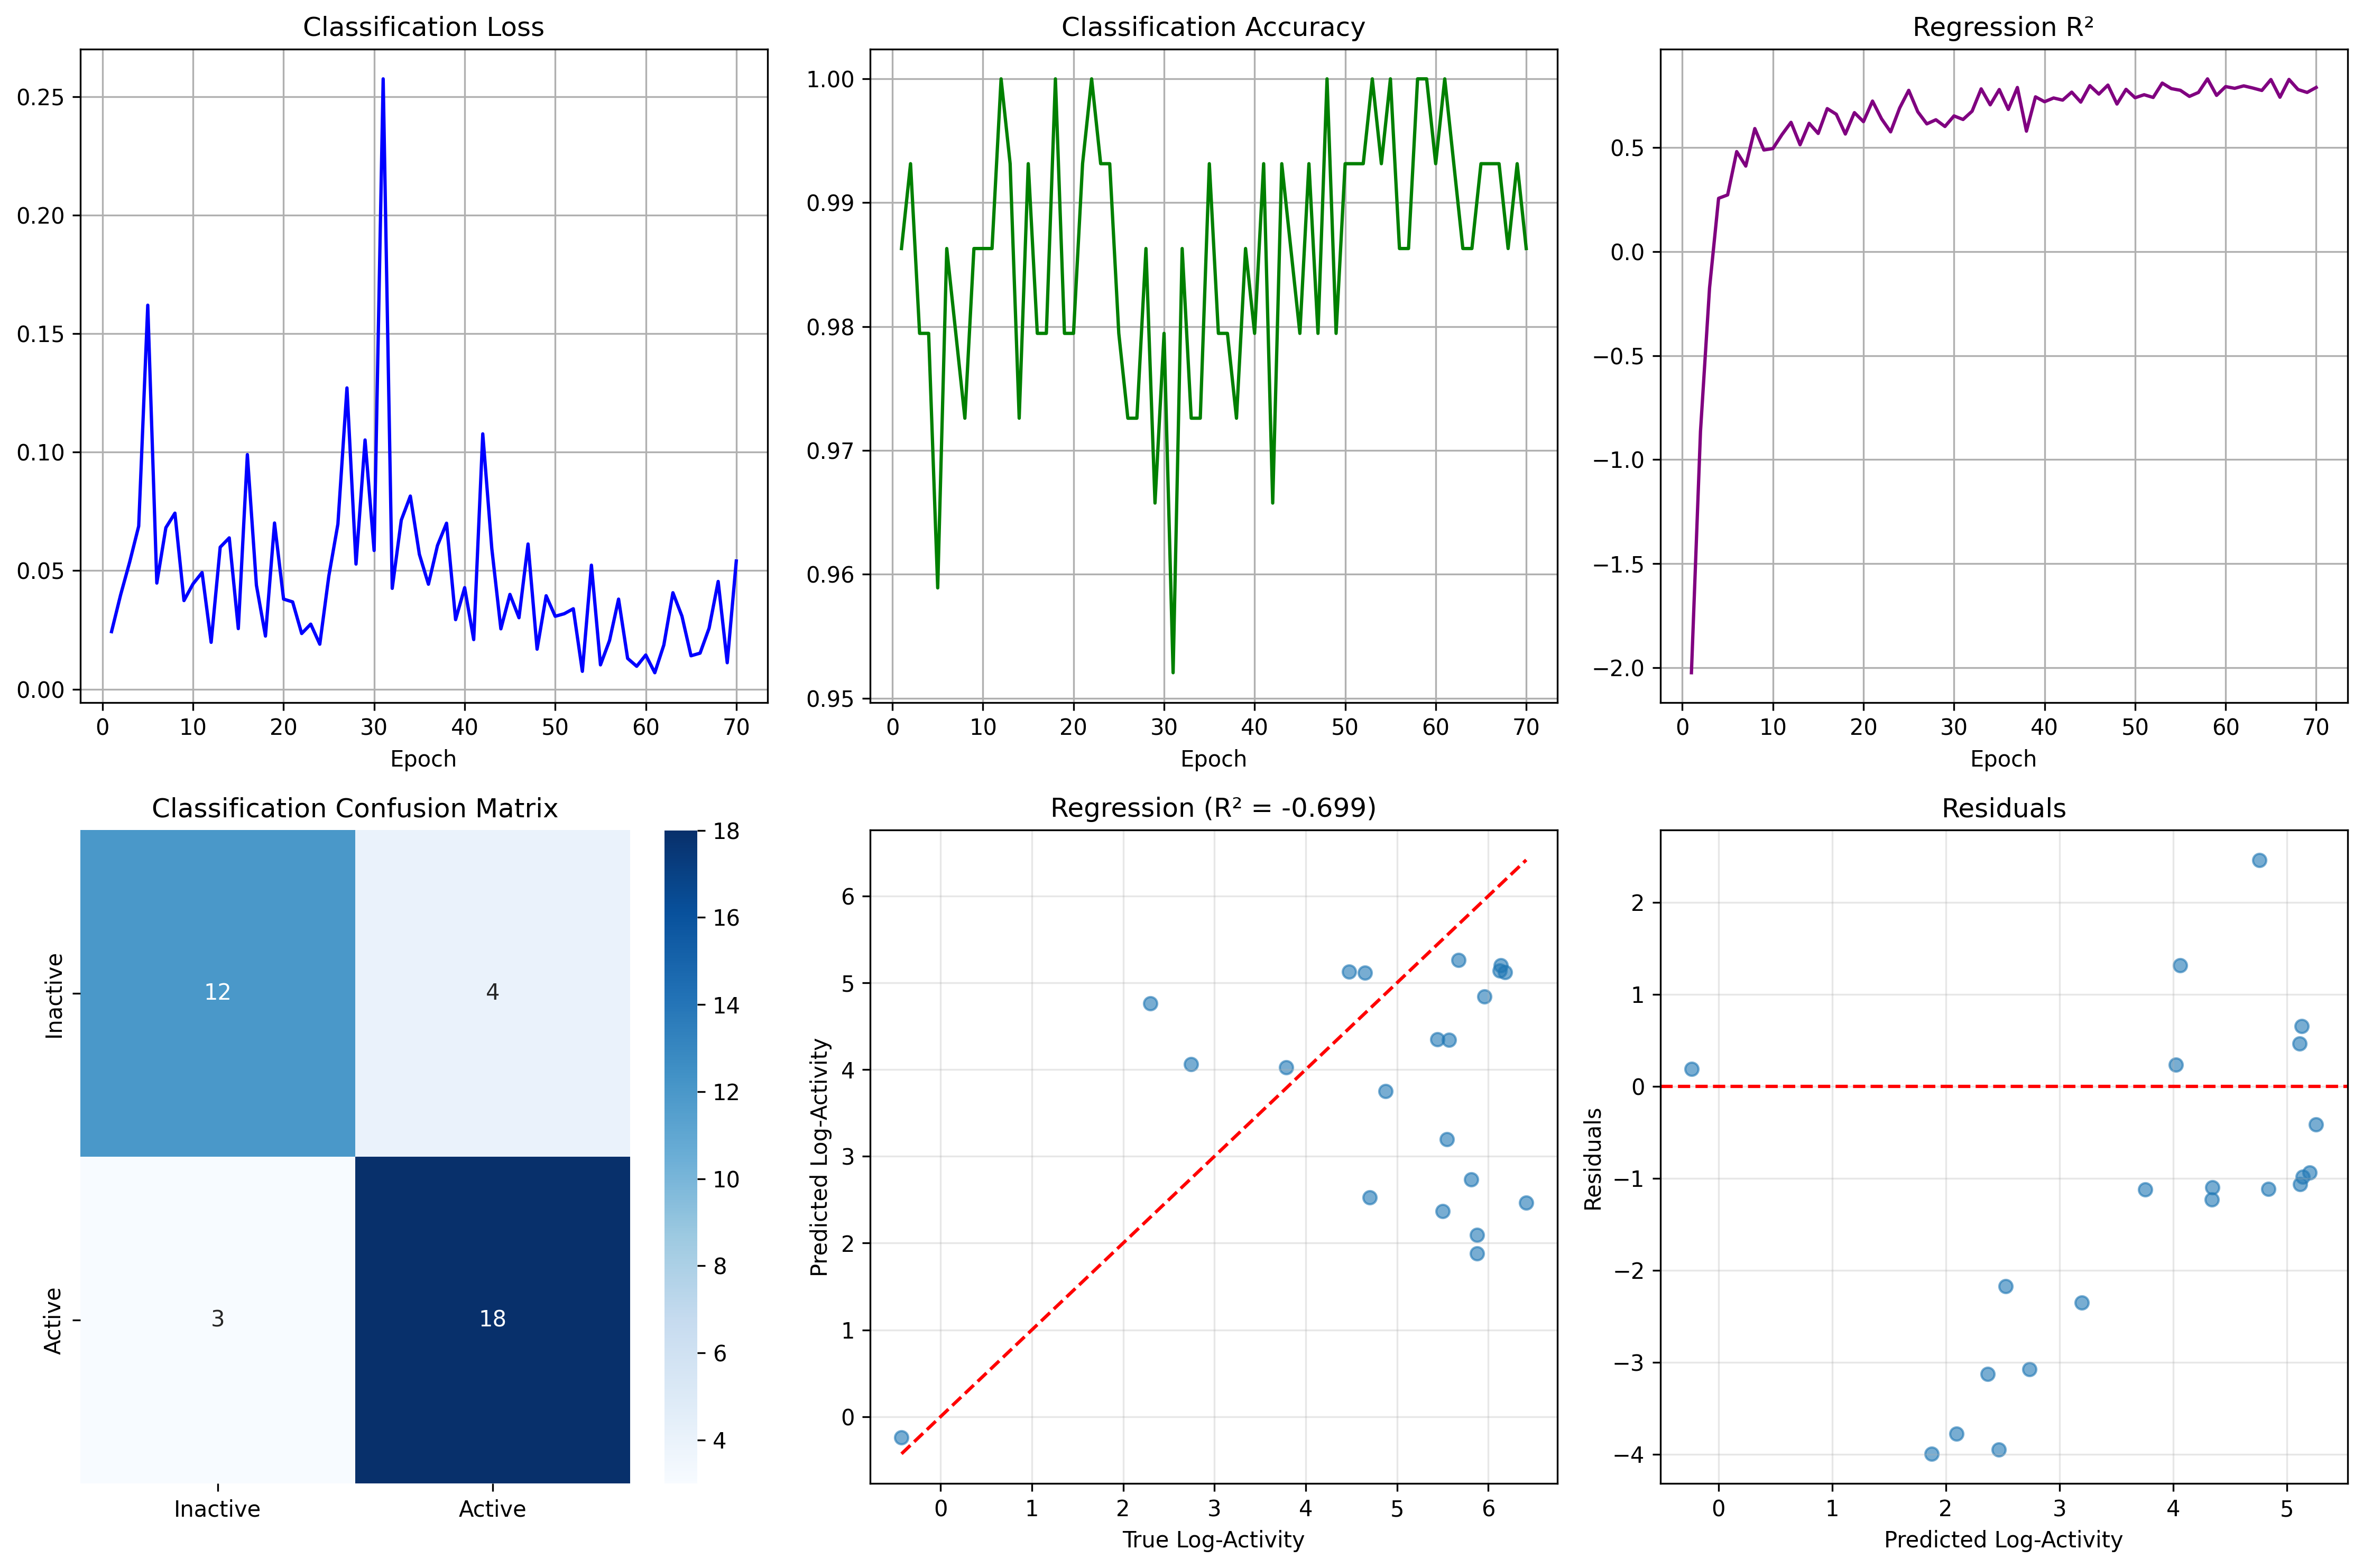 Classification Loss
0.25
0.20
0.15
0.10
0.05
0.00
0 10 20 30 40 50 60 70
Epoch
Classification Accuracy
1.00
0.99
0.98
0.97
0.96
0.95
0 10 20 30 40 50 60 70
Epoch
Regression R²
0.5
0.0
−0.5
−1.0
−1.5
−2.0
0 10 20 30 40 50 60 70
Epoch
Classification Confusion Matrix
Inactive
Active
12 4
3 18
Inactive Active
18
16
14
12
10
8
6
4
Regression (R² = -0.699)
Predicted Log-Activity
6
5
4
3
2
1
0
0 1 2 3 4 5 6
True Log-Activity
Residuals
Residuals
2
1
0
−1
−2
−3
−4
0 1 2 3 4 5
Predicted Log-Activity